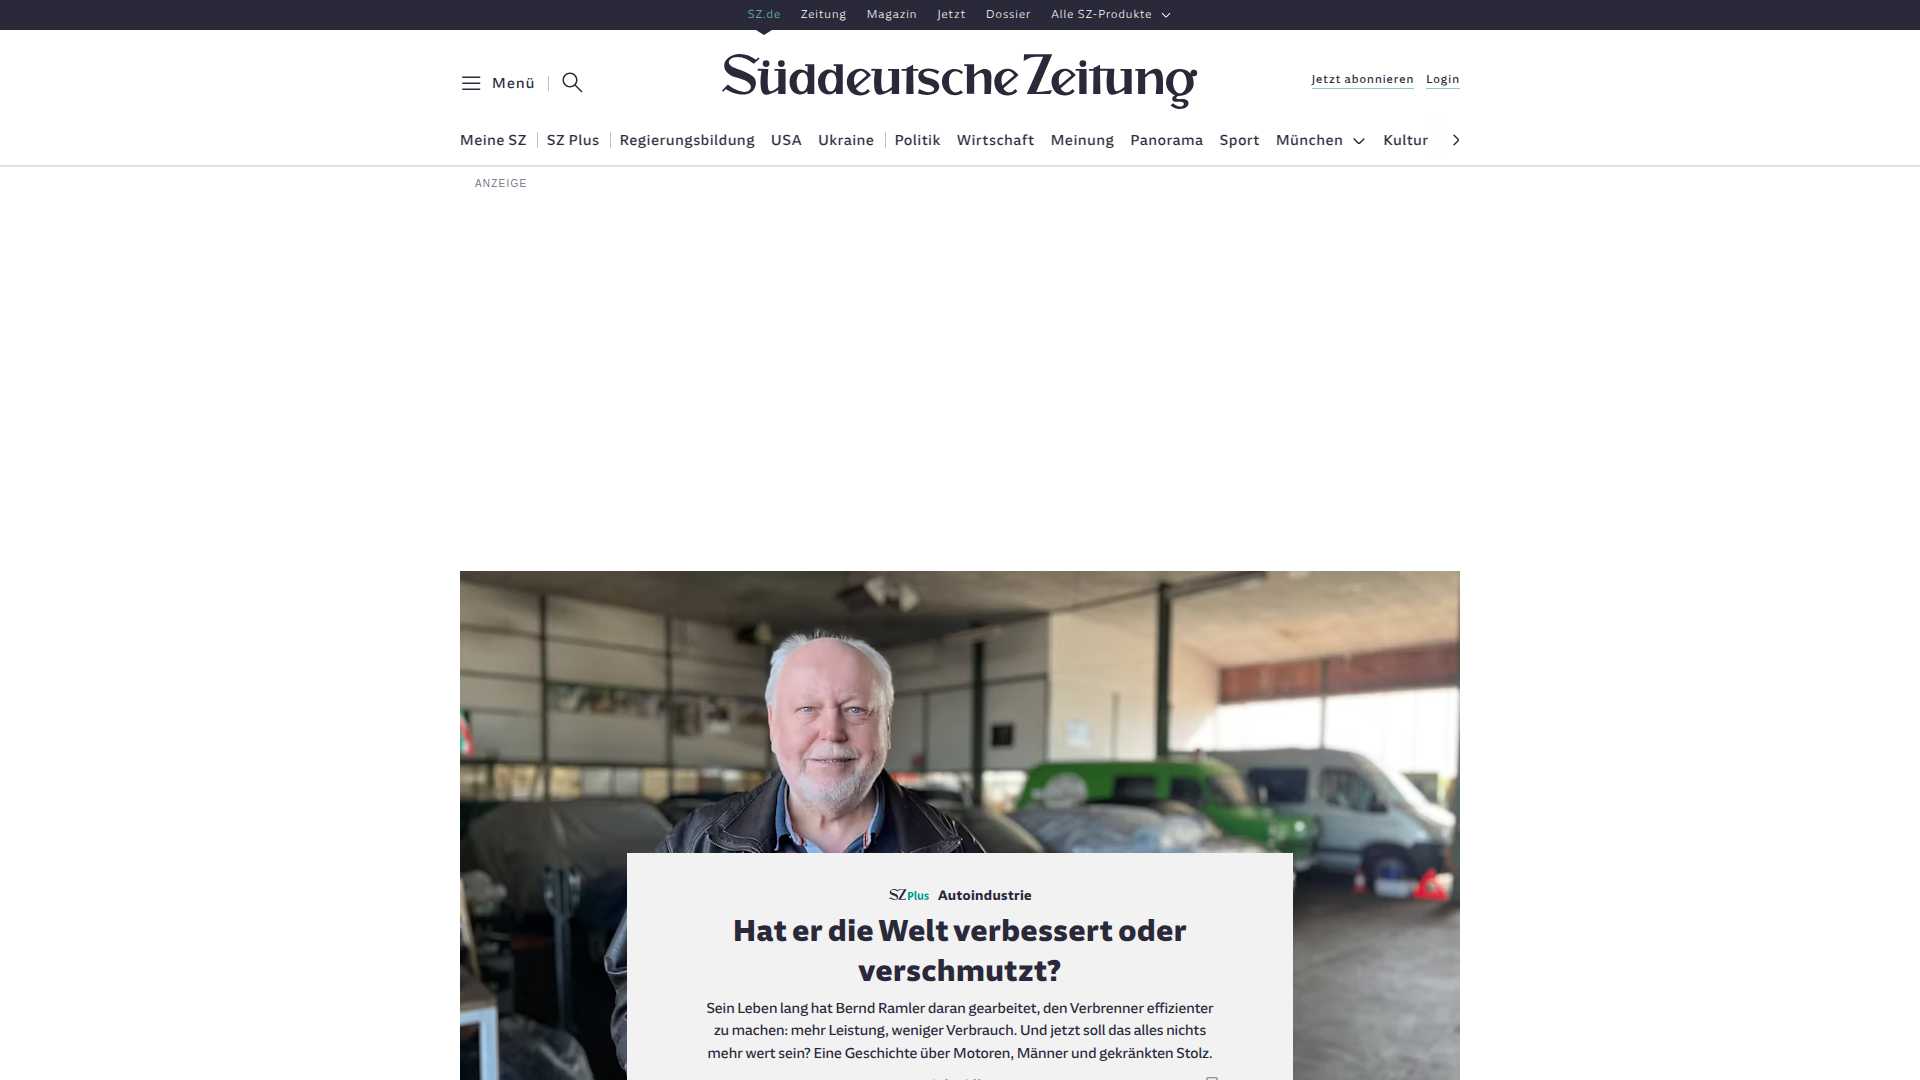 SZ.de Zeitung Magazin Jetzt Dossier Alle SZ-Produkte
Menü
Süddeutsche Zeitung
Jetzt abonnieren Login
Meine SZ SZ Plus Regierungsbildung USA Ukraine Politik Wirtschaft Meinung Panorama Sport München Kultur
ANZEIGE
SZ Plus Autoindustrie
Hat er die Welt verbessert oder
verschmutzt?
Sein Leben lang hat Bernd Ramler daran gearbeitet, den Verbrenner effizienter
zu machen: mehr Leistung, weniger Verbrauch. Und jetzt soll das alles nichts
mehr wert sein? Eine Geschichte über Motoren, Männer und gekränkten Stolz.